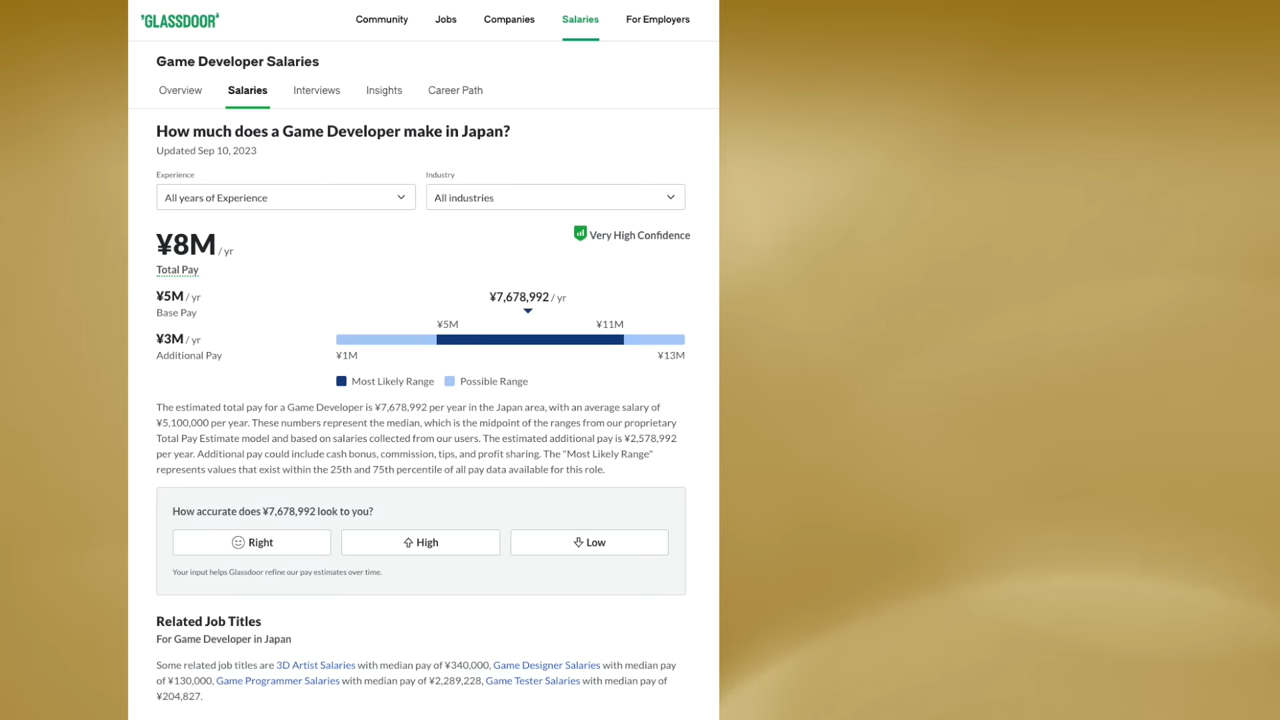 GLASSDOOR
Community Jobs Companies Salaries For Employers
Game Developer Salaries
Overview Salaries Interviews Insights Career Path
How much does a Game Developer make in Japan?
Updated Sep 10, 2023
Experience Industry
All years of Experience All industries
¥8M / yr
Very High Confidence
Total Pay
¥5M / yr
Base Pay
¥3M / yr
Additional Pay
¥7,678,992 / yr
¥5M ¥11M
¥1M ¥13M
Most Likely Range Possible Range
The estimated total pay for a Game Developer is ¥7,678,992 per year in the Japan area, with an average salary of
¥5,100,000 per year. These numbers represent the median, which is the midpoint of the ranges from our proprietary
Total Pay Estimate model and based on salaries collected from our users. The estimated additional pay is ¥2,578,992
per year. Additional pay could include cash bonus, commission, tips, and profit sharing. The "Most Likely Range"
represents values that exist within the 25th and 75th percentile of all pay data available for this role.
How accurate does ¥7,678,992 look to you?
Right High Low
Your input helps Glassdoor refine our pay estimates over time.
Related Job Titles
For Game Developer in Japan
Some related job titles are 3D Artist Salaries with median pay of ¥340,000, Game Designer Salaries with median pay
of ¥130,000, Game Programmer Salaries with median pay of ¥2,289,228, Game Tester Salaries with median pay of
¥204,827.